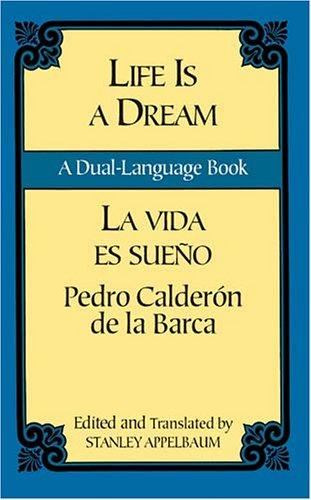 LIFE IS
A DREAM
A DUAL-LANGUAGE BOOK
LA VIDA
ES SUEÑO
Pedro Calderón
de la Barca
Edited and Translated by
STANLEY APPELBAUM